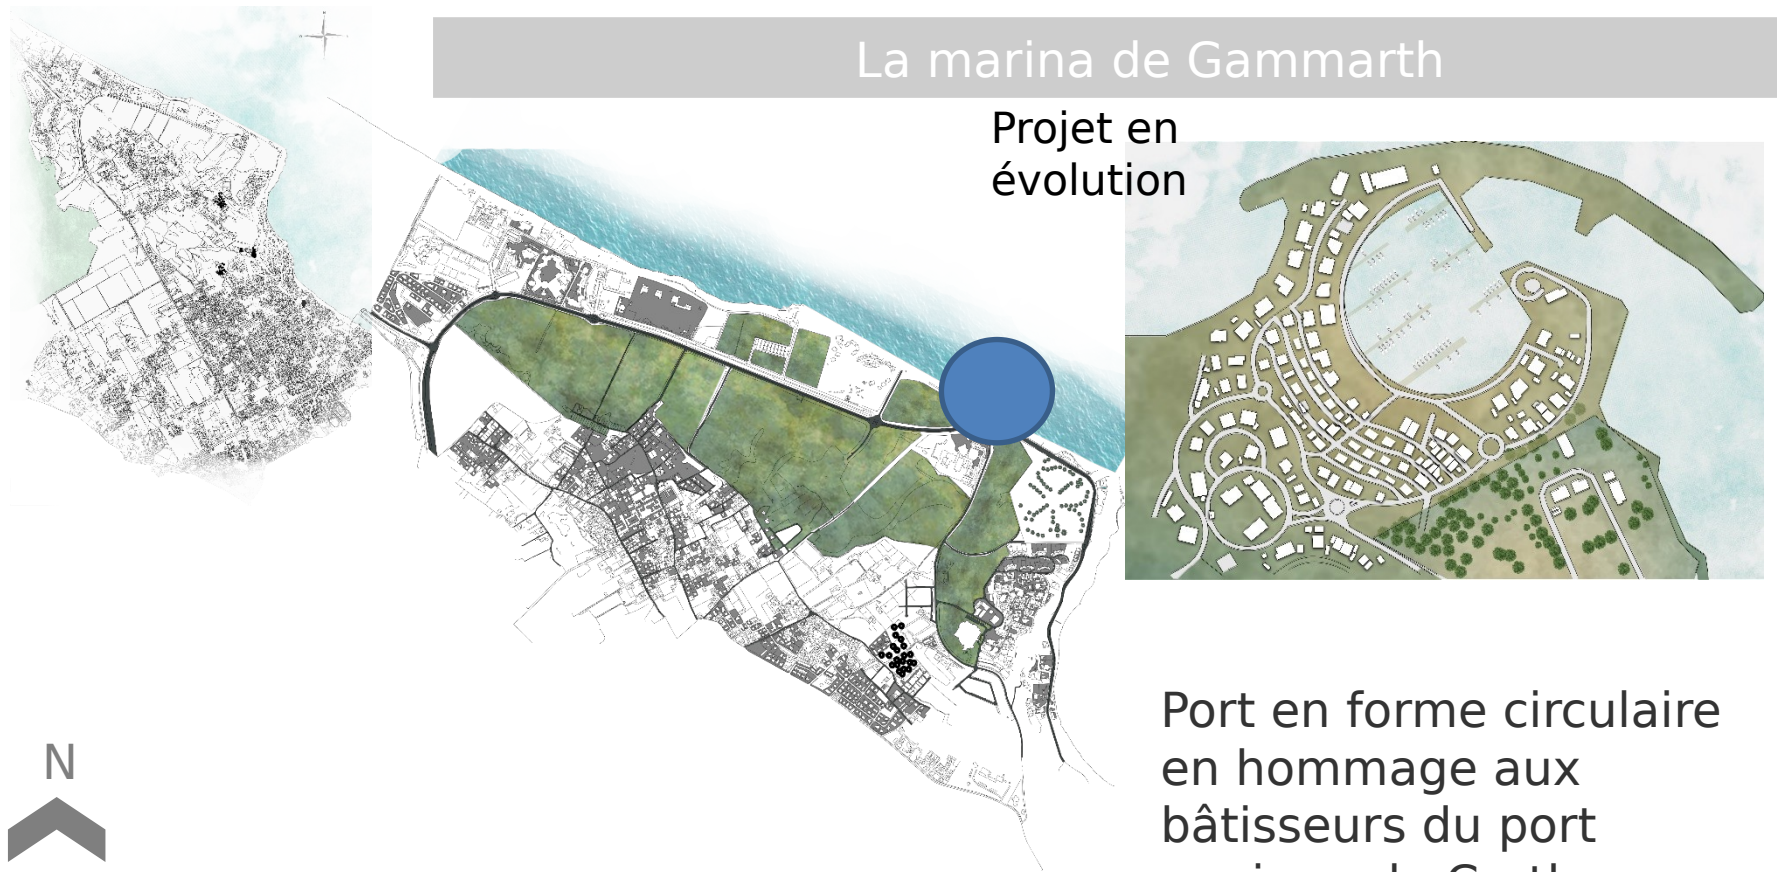 La marina de Gammarth
Projet en
évolution
N
Port en forme circulaire
en hommage aux
bâtisseurs du port